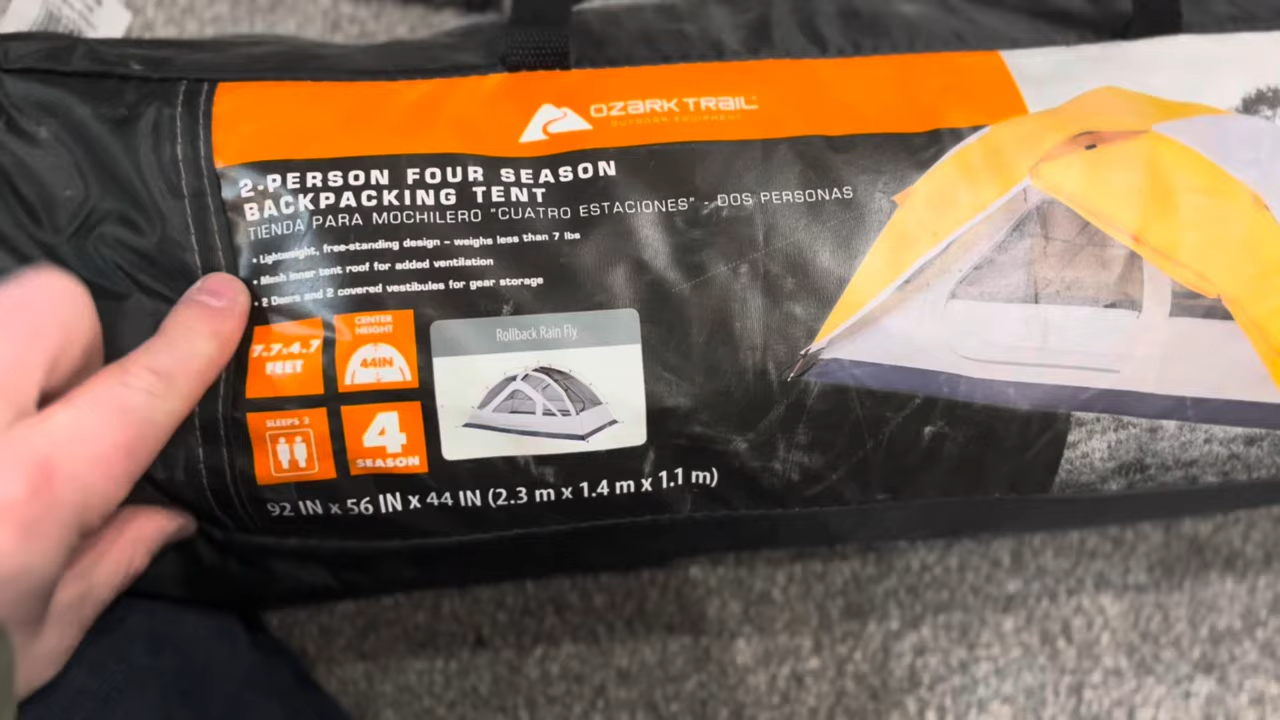 OZARK TRAIL
OUTDOOR EQUIPMENT
2-PERSON FOUR SEASON
BACKPACKING TENT
TIENDA PARA MOCHILERO "CUATRO ESTACIONES" - DOS PERSONAS
• Lightweight, free-standing design – weighs less than 7 lbs
• Mesh inner tent roof for added ventilation
• 2 Doors and 2 covered vestibules for gear storage
7.7x4.7
FEET
CENTER
HEIGHT
44IN
Rollback Rain Fly
SLEEPS 2
4
SEASON
92 IN x 56 IN x 44 IN (2.3 m x 1.4 m x 1.1 m)